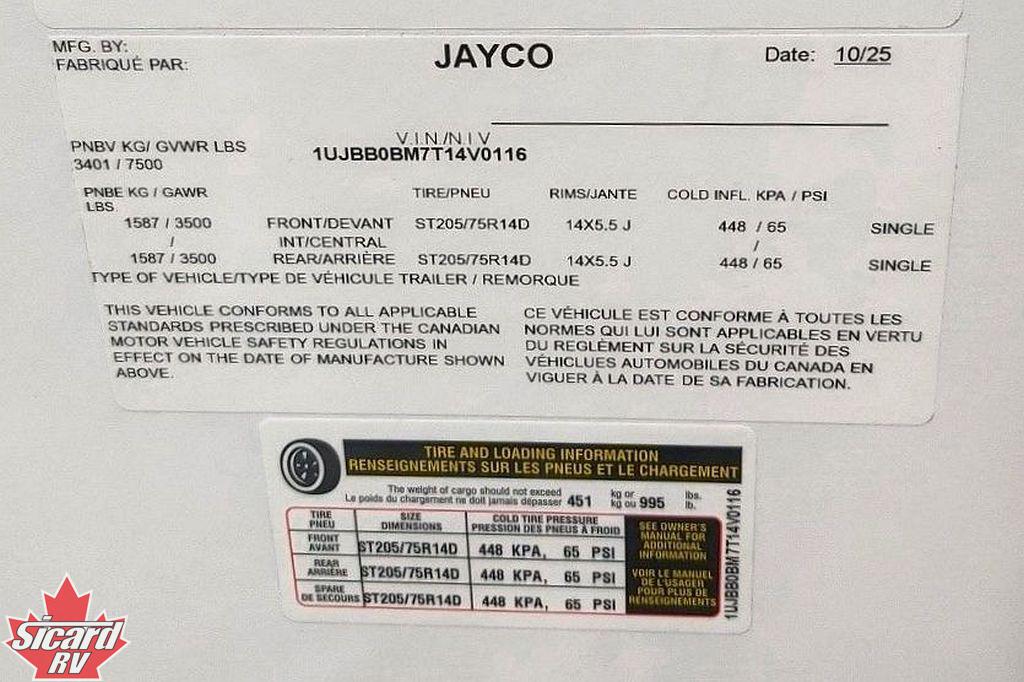 MFG. BY:
FABRIQUÉ PAR:
JAYCO
Date: 10/25
V.I.N./N.I.V
PNBV KG/ GVWR LBS
3401 / 7500
1UJBB0BM7T14V0116
PNBE KG / GAWR LBS TIRE/PNEU RIMS/JANTE COLD INFL. KPA / PSI
1587 / 3500 FRONT/DEVANT ST205/75R14D 14X5.5 J 448 / 65 SINGLE
/ INT/CENTRAL /
1587 / 3500 REAR/ARRIÈRE ST205/75R14D 14X5.5 J 448 / 65 SINGLE
TYPE OF VEHICLE/TYPE DE VÉHICULE TRAILER / REMORQUE
THIS VEHICLE CONFORMS TO ALL APPLICABLE
STANDARDS PRESCRIBED UNDER THE CANADIAN
MOTOR VEHICLE SAFETY REGULATIONS IN
EFFECT ON THE DATE OF MANUFACTURE SHOWN
ABOVE.
CE VÉHICULE EST CONFORME À TOUTES LES
NORMES QUI LUI SONT APPLICABLES EN VERTU
DU REGLÈMENT SUR LA SÉCURITÉ DES
VÉHICLUES AUTOMOBILES DU CANADA EN
VIGUER À LA DATE DE SA FABRICATION.
TIRE AND LOADING INFORMATION
RENSEIGNEMENTS SUR LES PNEUS ET LE CHARGEMENT
The weight of cargo should not exceed
Le poids du chargement ne doit jamais dépasser
451 kg or
kg ou 995 lbs.
lb.
TIRE
PNEU
SIZE
DIMENSIONS
COLD TIRE PRESSURE
PRESSION DES PNEUS À FROID
FRONT
AVANT
ST205/75R14D 448 KPA, 65 PSI
REAR
ARRIÈRE
ST205/75R14D 448 KPA, 65 PSI
SPARE
DE SECOURS
ST205/75R14D 448 KPA, 65 PSI
SEE OWNER'S
MANUAL FOR
ADDITIONAL
INFORMATION
VOIR LE MANUEL
DE L'USAGER
POUR PLUS DE
RENSEIGNEMENTS
1UJBB0BM7T14V0116
Sicard
RV